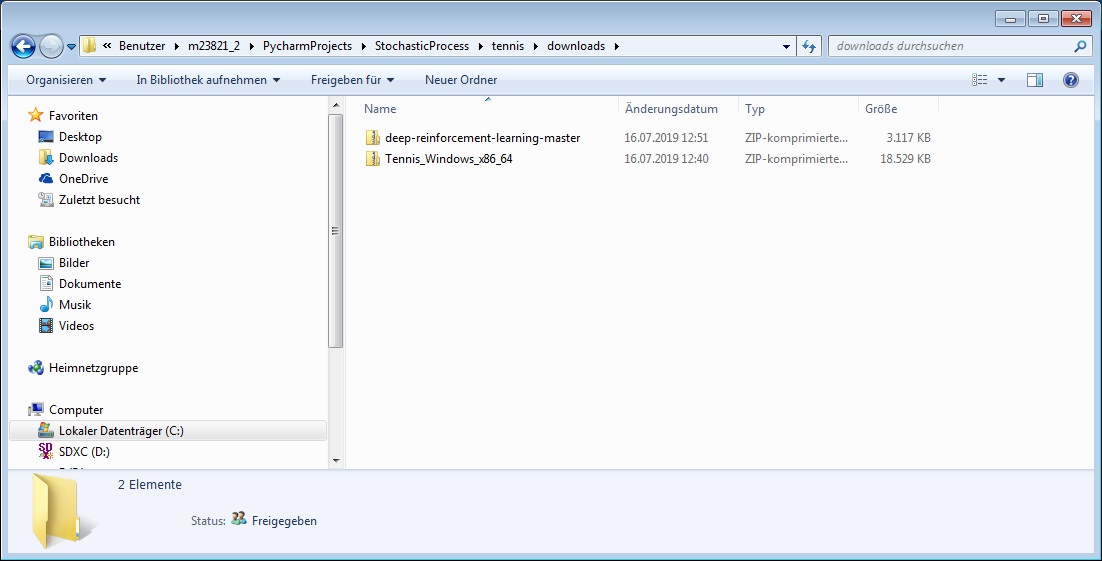 « Benutzer m23821_2 PycharmProjects StochasticProcess tennis downloads
downloads durchsuchen
Organisieren In Bibliothek aufnehmen Freigeben für Neuer Ordner
Favoriten
Desktop
Downloads
OneDrive
Zuletzt besucht
Bibliotheken
Bilder
Dokumente
Musik
Videos
Heimnetzgruppe
Computer
Lokaler Datenträger (C:)
SDXC (D:)
Name Änderungsdatum Typ Größe
deep-reinforcement-learning-master 16.07.2019 12:51 ZIP-komprimierte... 3.117 KB
Tennis_Windows_x86_64 16.07.2019 12:40 ZIP-komprimierte... 18.529 KB
2 Elemente
Status: Freigegeben